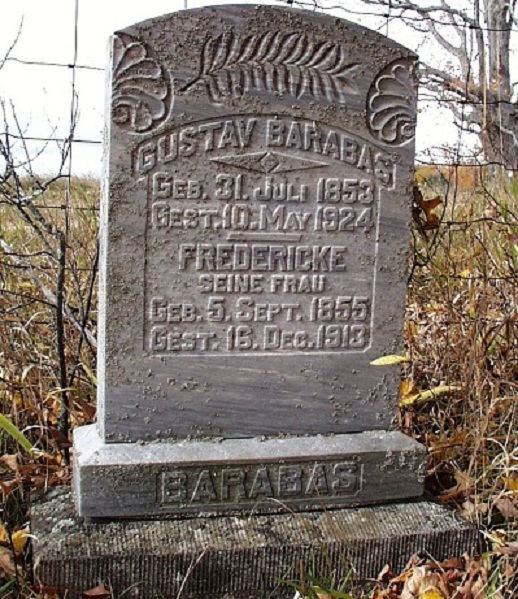 GUSTAV BARABAS
GEB. 31. JULI 1853
GEST. 10. MAY 1924
FREDERICKE
SEINE FRAU
GEB. 5. SEPT. 1855
GEST. 16. DEC. 1913
BARABAS